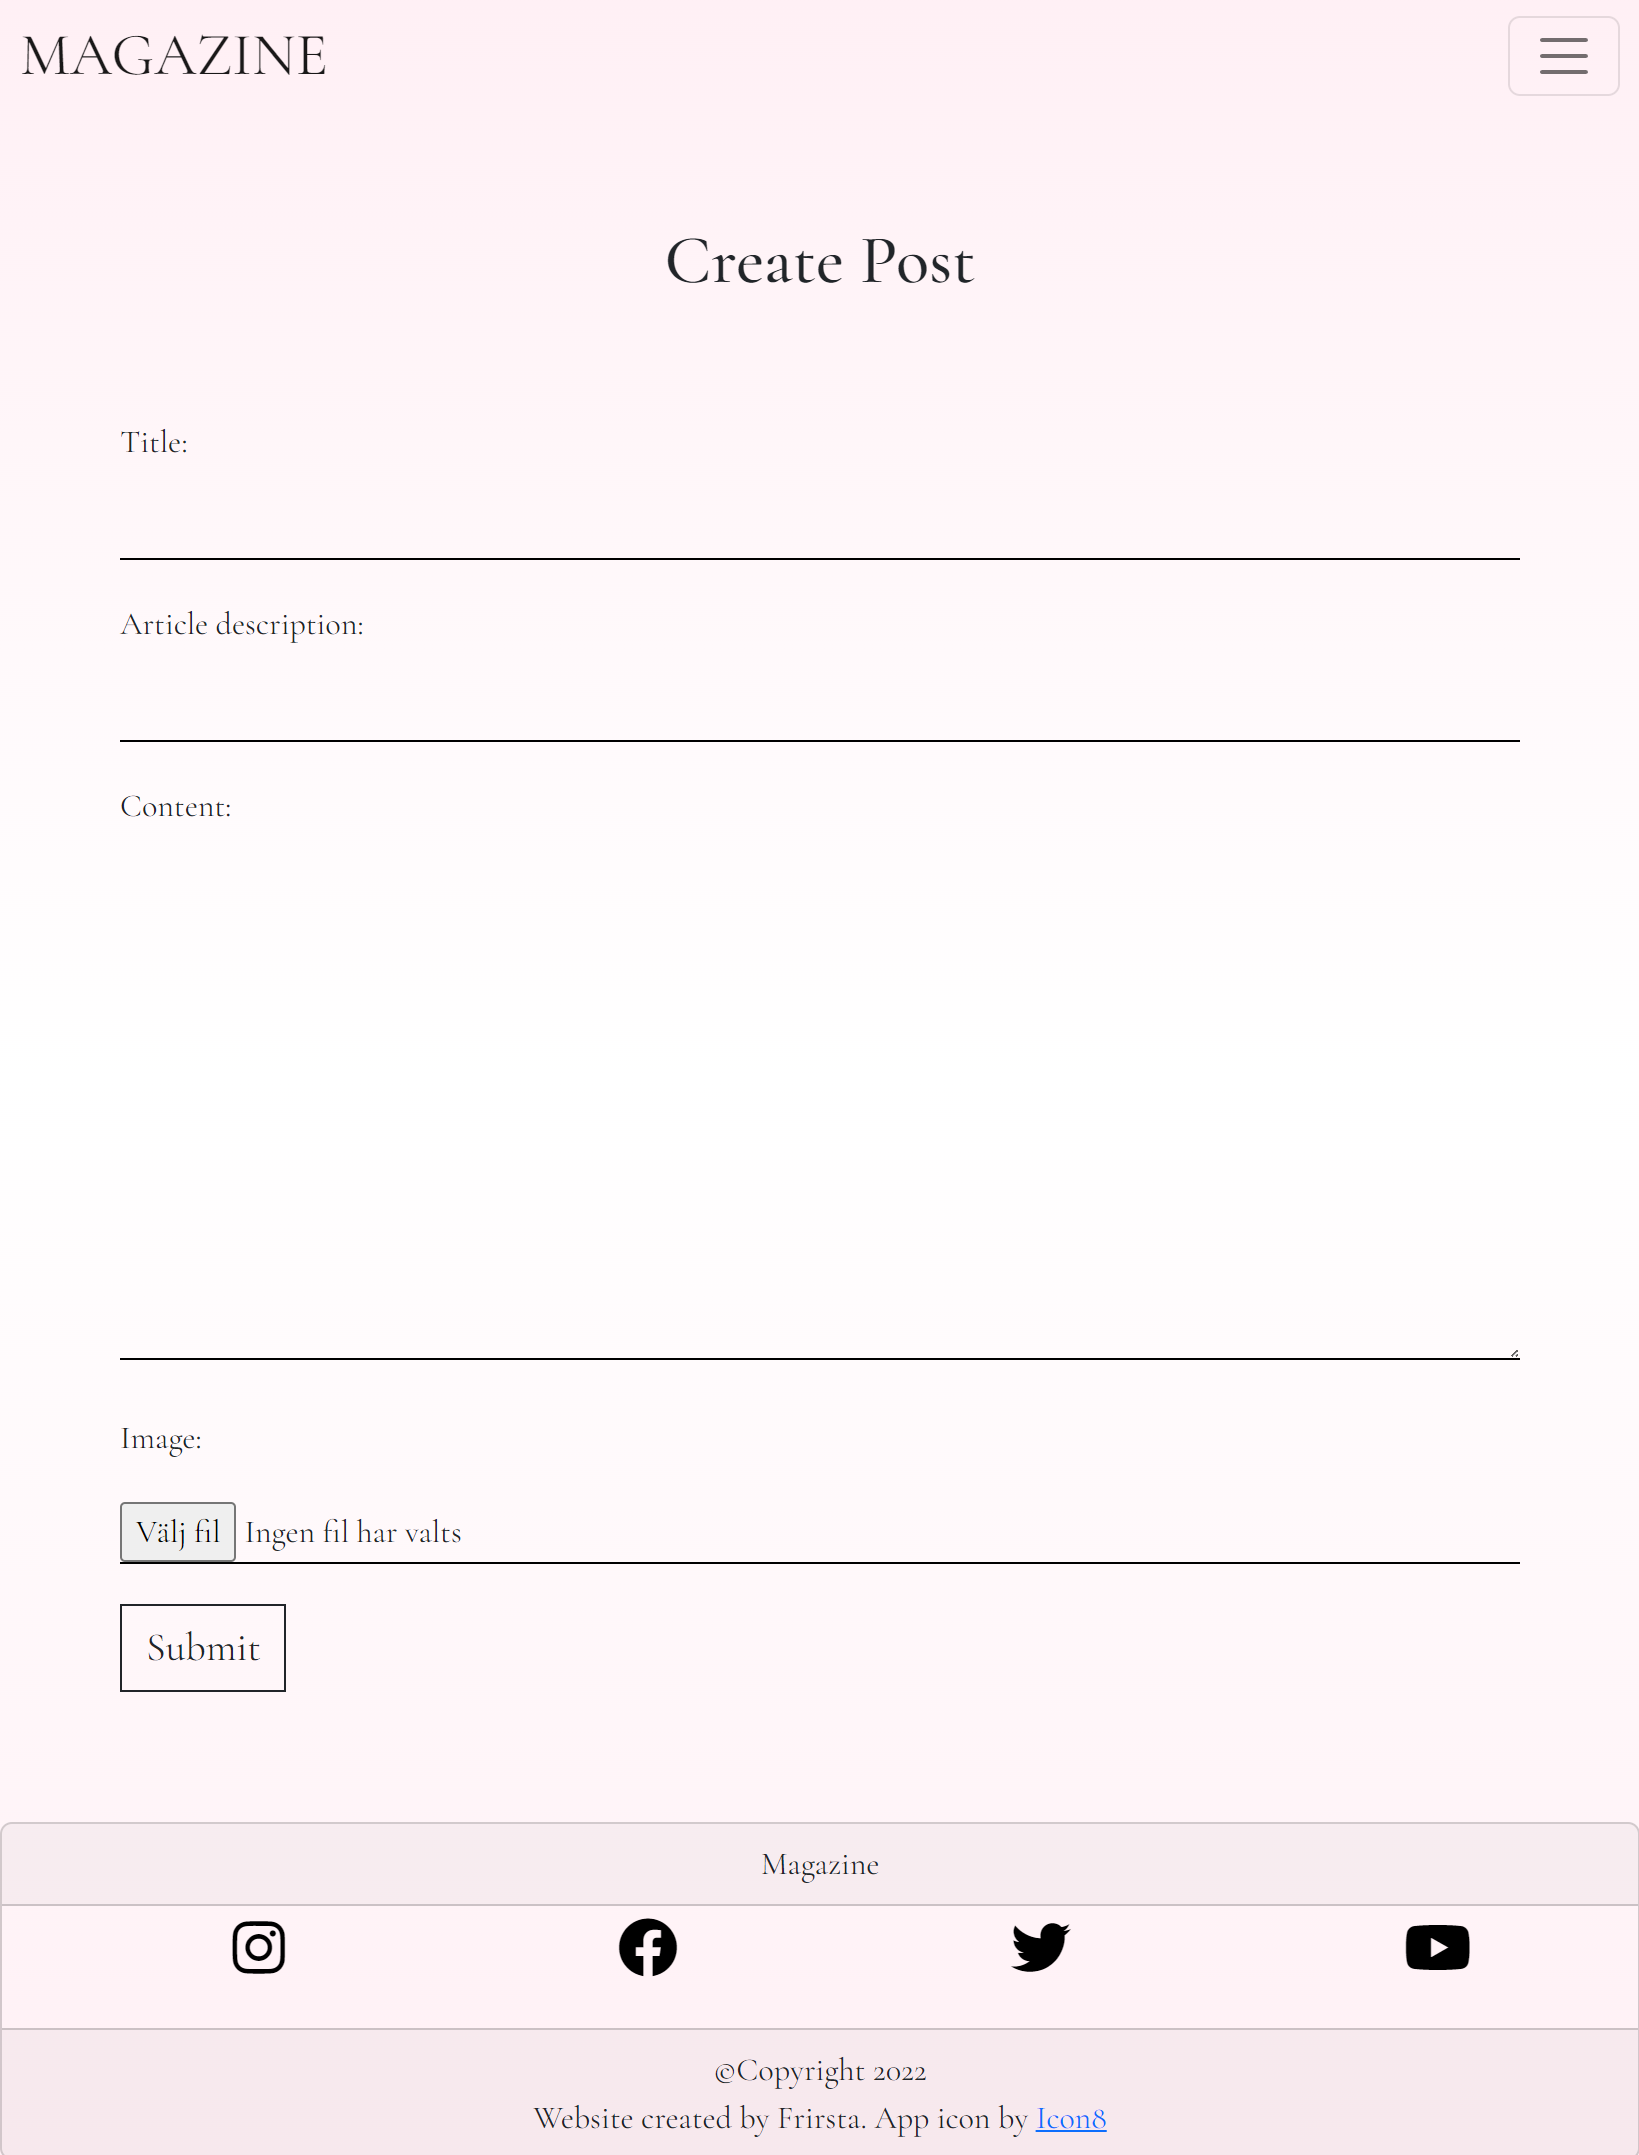 MAGAZINE
Create Post
Title:
Article description:
Content:
Image:
Välj fil Ingen fil har valts
Submit
Magazine
©Copyright 2022
Website created by Frirsta. App icon by Icon8